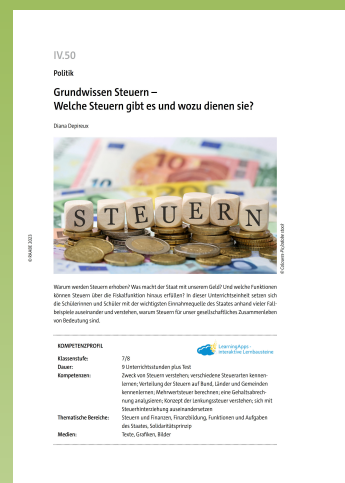 IV.50
Politik
Grundwissen Steuern –
Welche Steuern gibt es und wozu dienen sie?
Diana Depireux
10
STEUERN
© RAABE 2023
© Coloures-Pic/adobe stock
Warum werden Steuern erhoben? Was macht der Staat mit unserem Geld? Und welche Funktionen
können Steuern über die Fiskalfunktion hinaus erfüllen? In dieser Unterrichtseinheit setzen sich
die Schülerinnen und Schüler mit der wichtigsten Einnahmequelle des Staates anhand vieler Fall-
beispiele auseinander und verstehen, warum Steuern für unser gesellschaftliches Zusammenleben
von Bedeutung sind.
KOMPETENZPROFIL
LearningApps -
interaktive Lernbausteine
Klassenstufe: 7/8
Dauer: 9 Unterrichtsstunden plus Test
Kompetenzen: Zweck von Steuern verstehen; verschiedene Steuerarten kennen-
lernen; Verteilung der Steuern auf Bund, Länder und Gemeinden
kennenlernen; Mehrwertsteuer berechnen; eine Gehaltsabrech-
nung analysieren; Konzept der Lenkungssteuer verstehen; sich mit
Steuerhinterziehung auseinandersetzen
Thematische Bereiche: Steuern und Finanzen, Finanzbildung, Funktionen und Aufgaben
des Staates, Solidaritätsprinzip
Medien: Texte, Grafiken, Bilder